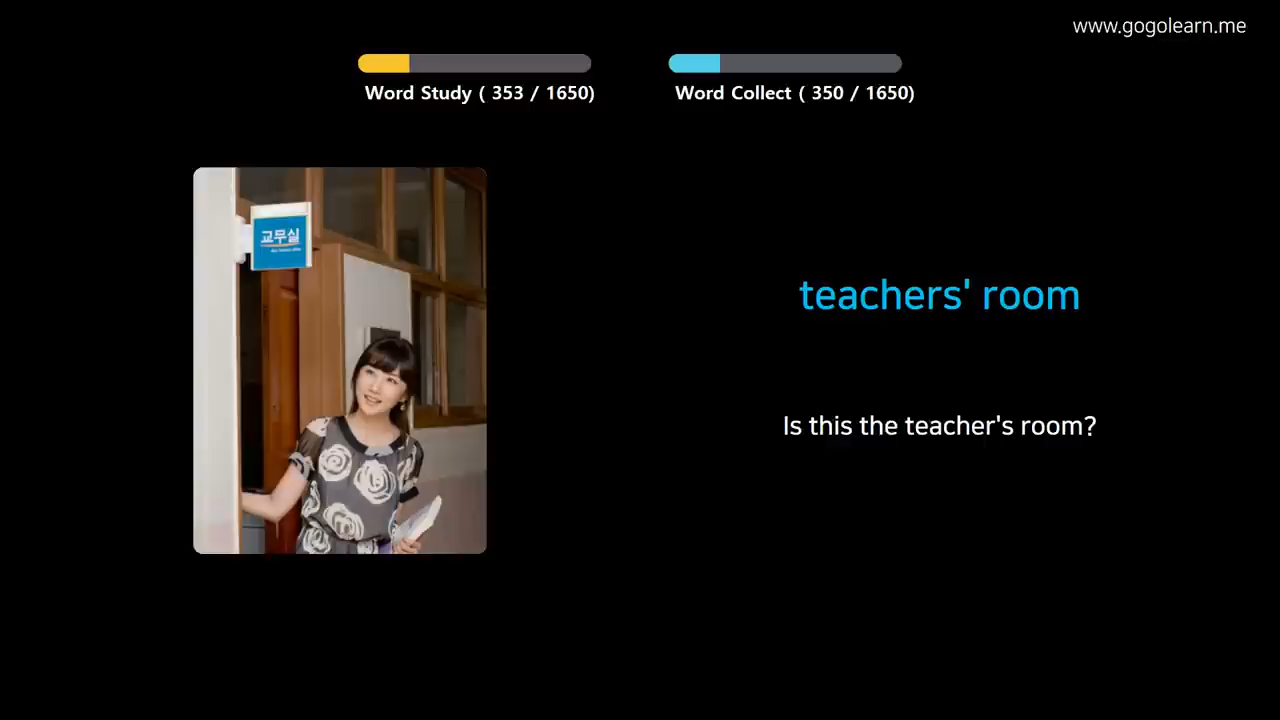 www.gogolearn.me
Word Study ( 353 / 1650)
Word Collect ( 350 / 1650)
교무실
teachers' room
Is this the teacher's room?